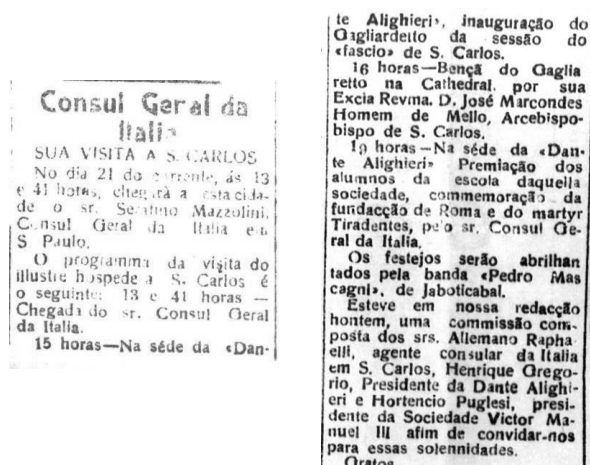 Consul Geral da
Italia
SUA VISITA A S. CARLOS
No dia 21 do corrente, ás 13
e 41 horas, chegará a esta cida-
de o sr. Serafino Mazzolini,
Consul Geral da Italia em
S Paulo.
O programma da visita do
illustre hospede a S. Carlos é
o seguinte: 13 e 41 horas —
Chegada do sr. Consul Geral
da Italia.
15 horas—Na séde da «Dan-
te Alighieri», inauguração do
Gagliardetto da sessão do
«fascio» de S. Carlos.
16 horas—Bençã do Gaglia
retto na Cathedral. por sua
Excia Revma. D. José Marcondes
Homem de Mello, Arcebispo-
bispo de S. Carlos.
19 horas—Na séde da «Dan-
te Alighieri» Premiação dos
alumnos da escola daquella
sociedade, commemoração da
fundacção de Roma e do martyr
Tiradentes, pelo sr. Consul Ge-
ral da Italia.
Os festejos serão abrilhan
tados pela banda «Pedro Mas
cagni», de Jaboticabal.
Esteve em nossa redacção
hontem, uma commissão com-
posta dos srs. Allemano Rapha
elli, agente consular da Italia
em S. Carlos, Henrique Grego-
rio, Presidente da Dante Alighi-
eri e Hortencio Puglesi, presi-
dente da Sociedade Victor Ma-
nuel III afim de convidar-nos
para essas solennidades.
Gratos